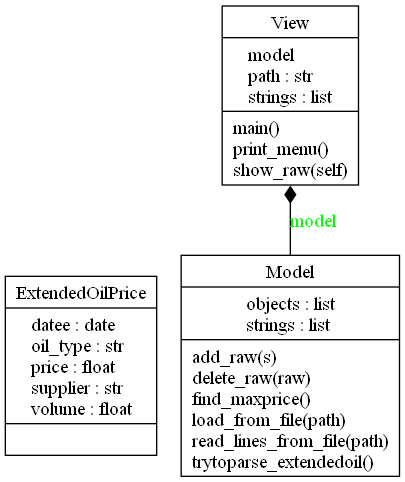 View
model
path : str
strings : list
main()
print_menu()
show_raw(self)
model
Model
objects : list
strings : list
add_raw(s)
delete_raw(raw)
find_maxprice()
load_from_file(path)
read_lines_from_file(path)
trytoparse_extendedoil()
ExtendedOilPrice
datee : date
oil_type : str
price : float
supplier : str
volume : float